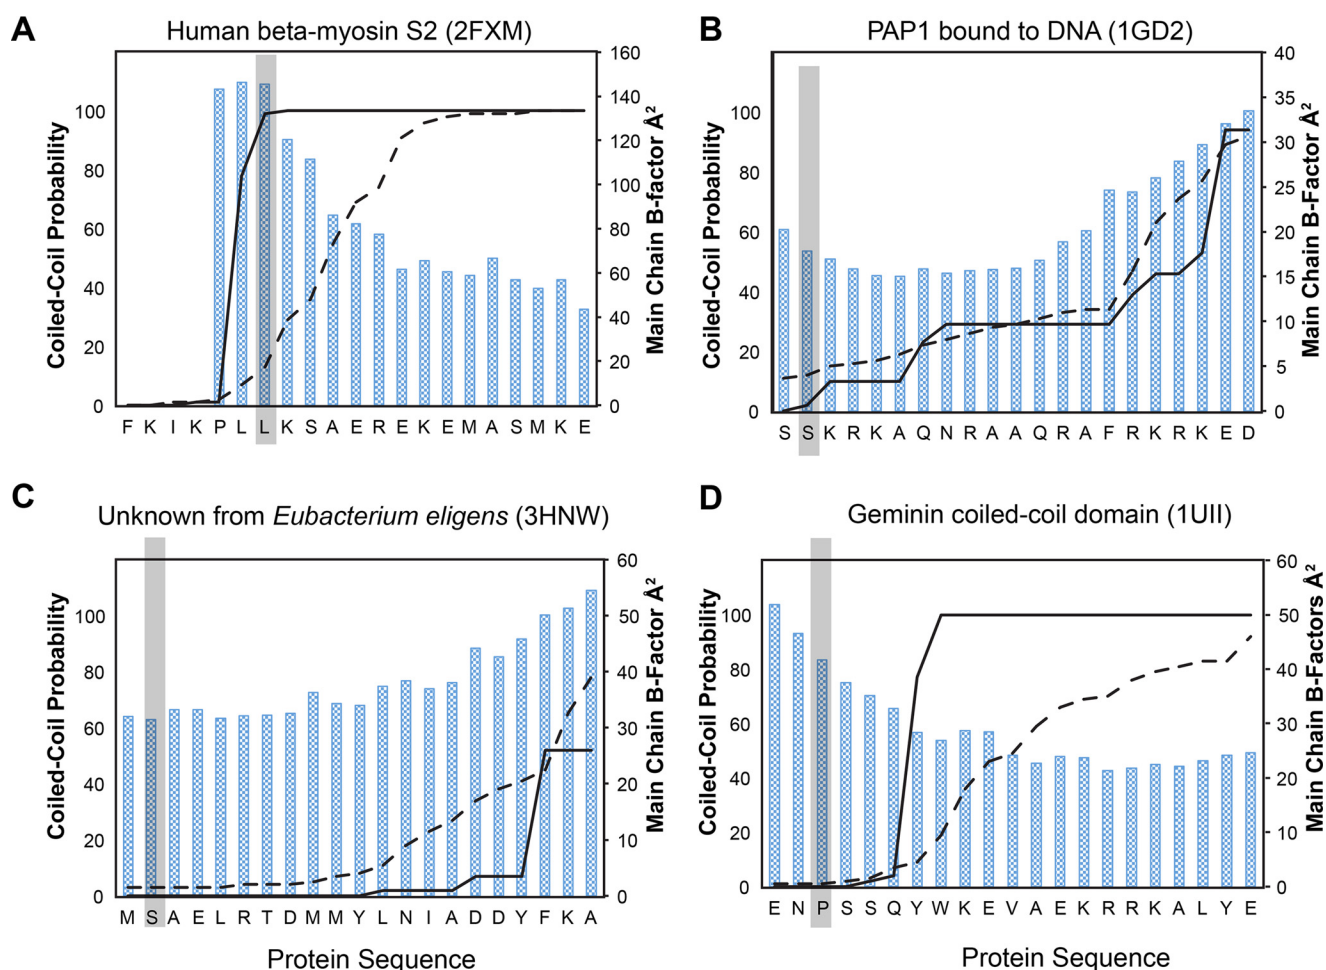 A
Human beta-myosin S2 (2FXM)
Coiled-Coil Probability
100
80
60
40
20
0
160
140
120
100
80
60
40
20
0
Main Chain B-factor Å²
F K I K P L L K S A E R E K E M A S M K E
B
PAP1 bound to DNA (1GD2)
Coiled-Coil Probability
100
80
60
40
20
0
40
35
30
25
20
15
10
5
0
Main Chain B-Factor Å²
S S K R K A Q N R A A Q R A F R K R K E D
C
Unknown from Eubacterium eligens (3HNW)
Coiled-Coil Probability
100
80
60
40
20
0
60
50
40
30
20
10
0
Main Chain B-Factor Å²
M S A E L R T D M M Y L N I A D D Y F K A
Protein Sequence
D
Geminin coiled-coil domain (1UII)
Coiled-Coil Probability
100
80
60
40
20
0
60
50
40
30
20
10
0
Main Chain B-Factors Å²
E N P S S Q Y W K E V A E K R R K A L Y E
Protein Sequence